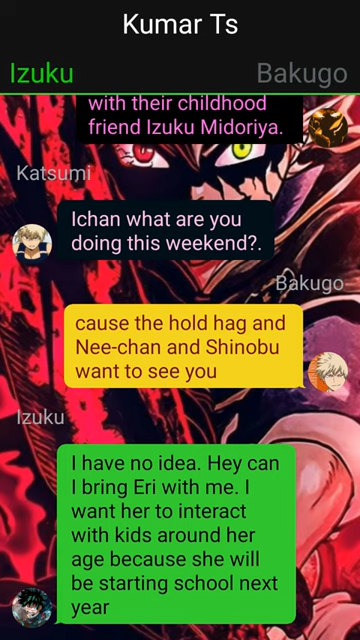 Kumar Ts
Izuku
Bakugo
with their childhood
friend Izuku Midoriya.
Katsumi
Ichan what are you
doing this weekend?.
Bakugo
cause the hold hag and
Nee-chan and Shinobu
want to see you
Izuku
I have no idea. Hey can
I bring Eri with me. I
want her to interact
with kids around her
age because she will
be starting school next
year